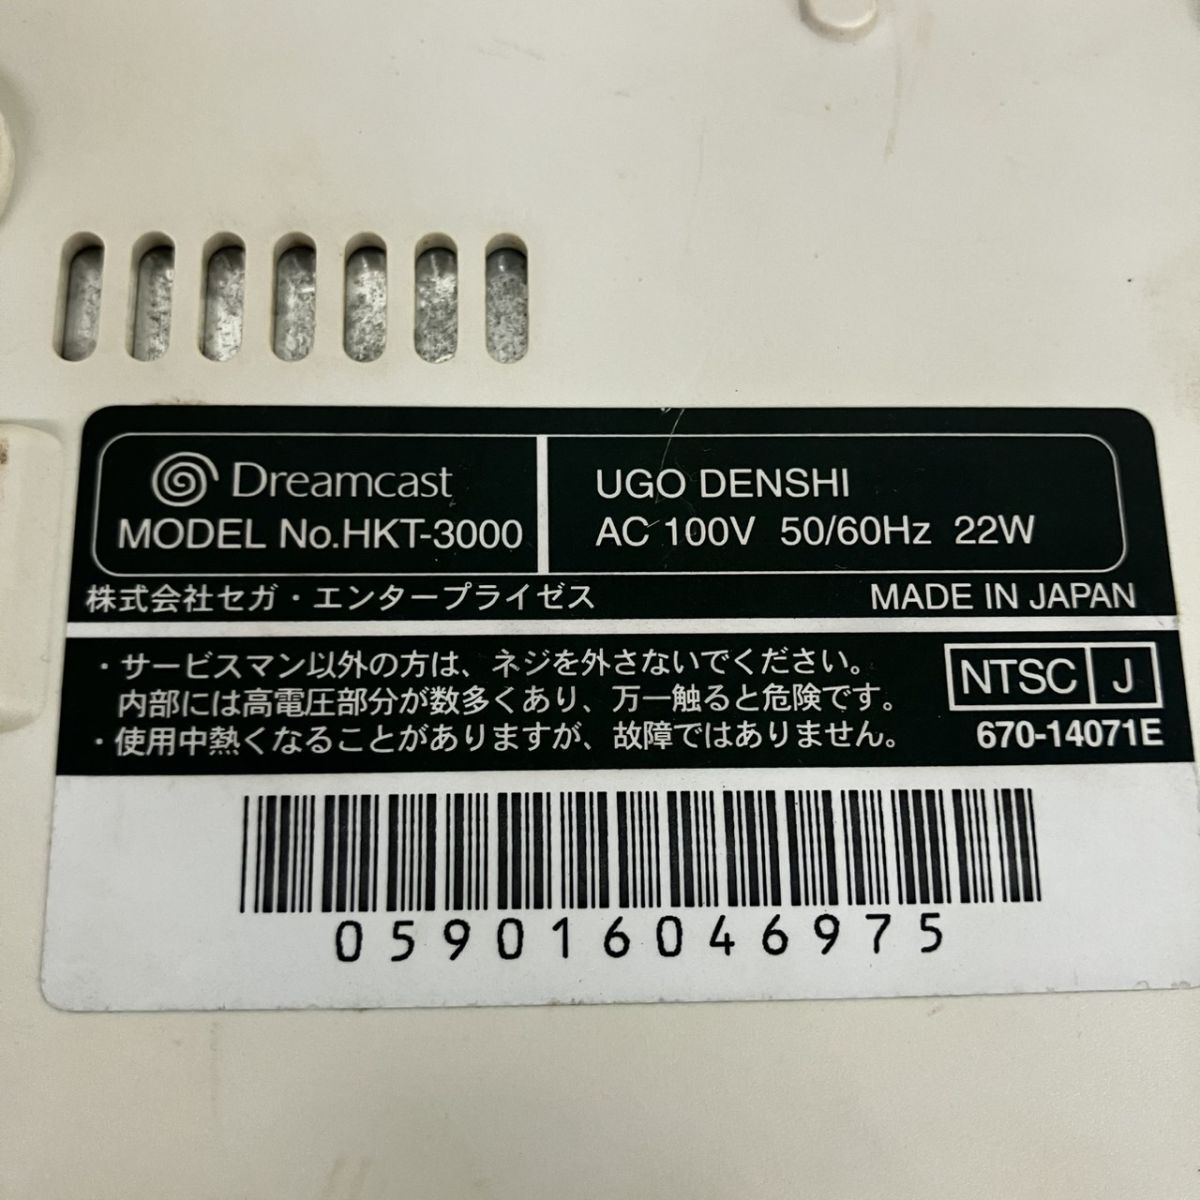 Dreamcast
MODEL No.HKT-3000
UGO DENSHI
AC 100V 50/60Hz 22W
株式会社セガ・エンタープライゼス
MADE IN JAPAN
・サービスマン以外の方は、ネジを外さないでください。
内部には高電圧部分が数多くあり、万一触ると危険です。
・使用中熱くなることがありますが、故障ではありません。
NTSC J
670-14071E
059016046975